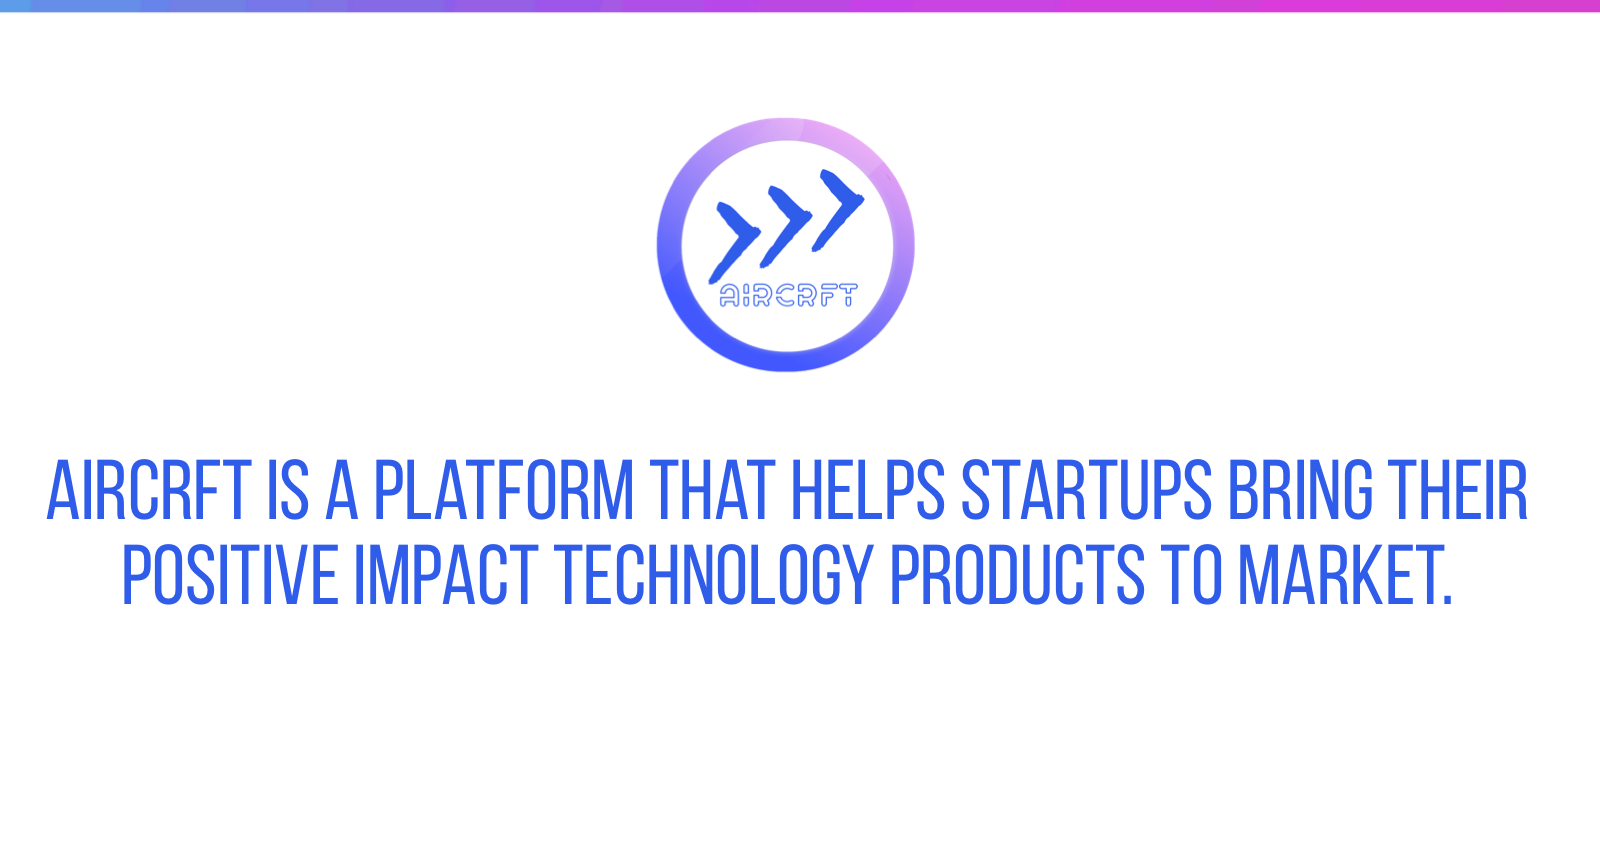 AIRCRFT
AIRCRFT IS A PLATFORM THAT HELPS STARTUPS BRING THEIR
POSITIVE IMPACT TECHNOLOGY PRODUCTS TO MARKET.